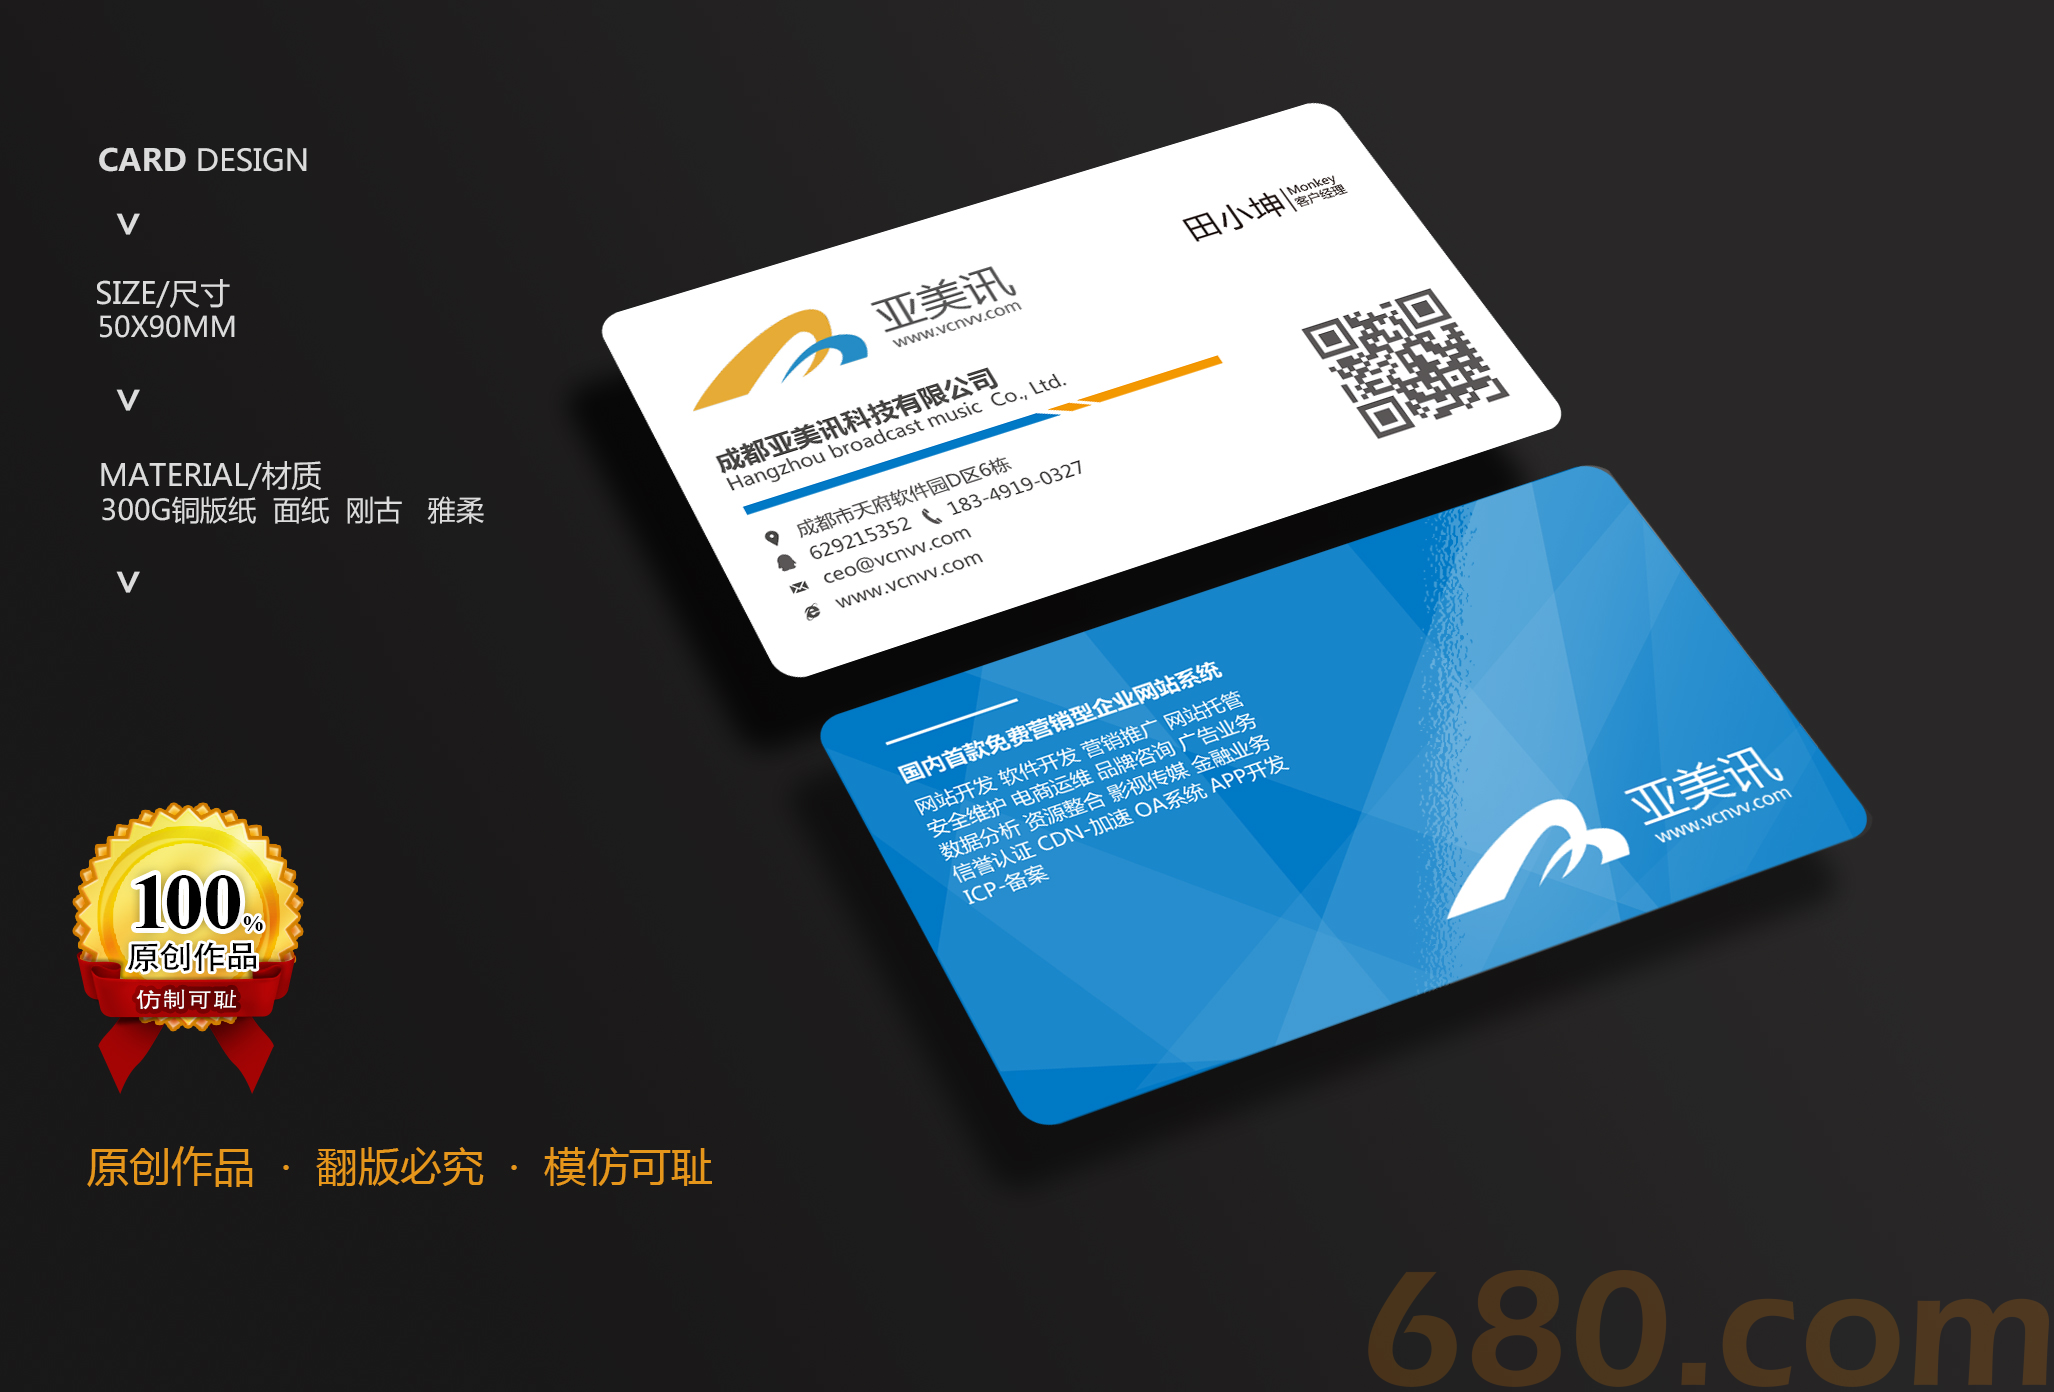 CARD DESIGN
V
SIZE/尺寸
50X90MM
V
MATERIAL/材质
300G铜版纸 面纸 刚古 雅柔
V
田小坤
Monkey
客户经理
亚美讯
www.vcnvv.com
成都亚美讯科技有限公司
Hangzhou broadcast music Co., Ltd.
成都市天府软件园D区6栋
629215352 183-4919-0327
ceo@vcnvv.com
www.vcnvv.com
国内首款免费营销型企业网站系统
网站开发 软件开发 营销推广 网站托管
安全维护 电商运维 品牌咨询 广告业务
数据分析 资源整合 影视传媒 金融业务
信誉认证 CDN-加速 OA系统 APP开发
ICP-备案
亚美讯
www.vcnvv.com
100%
原创作品
仿制可耻
原创作品 · 翻版必究 · 模仿可耻
680.com